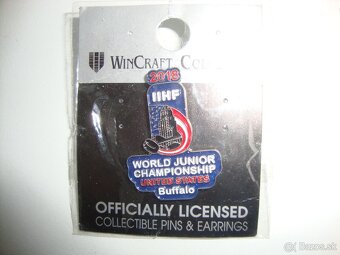 WINCRAFT
2018
IIHF
WORLD JUNIOR
CHAMPIONSHIP
UNITED STATES
Buffalo
OFFICIALLY LICENSED
COLLECTIBLE PINS & EARRINGS
Bazos.sk